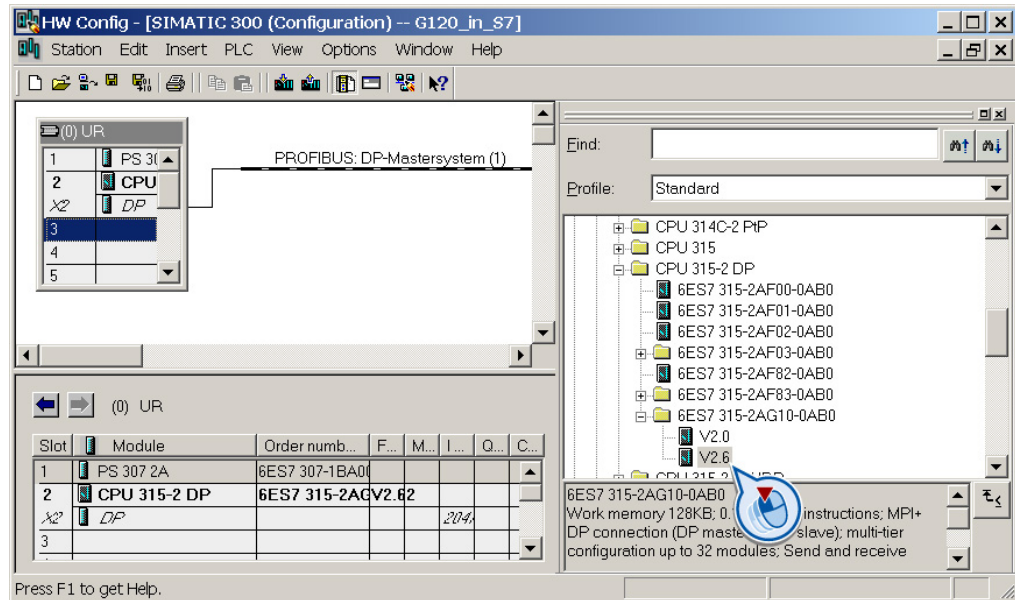 HW Config - [SIMATIC 300 (Configuration) -- G120_in_S7]
Station Edit Insert PLC View Options Window Help
(0) UR
1 PS 30
2 CPU
X2 DP
3
4
5
PROFIBUS: DP-Mastersystem (1)
Find:
Profile: Standard
CPU 314C-2 PtP
CPU 315
CPU 315-2 DP
6ES7 315-2AF00-0AB0
6ES7 315-2AF01-0AB0
6ES7 315-2AF02-0AB0
6ES7 315-2AF03-0AB0
6ES7 315-2AF82-0AB0
6ES7 315-2AF83-0AB0
6ES7 315-2AG10-0AB0
V2.0
V2.6
(0) UR
Slot Module Order numb... F... M... I... Q... C...
1 PS 307 2A 6ES7 307-1BA00
2 CPU 315-2 DP 6ES7 315-2AG V2.6 2
X2 DP 204
3
6ES7 315-2AG10-0AB0
Work memory 128KB; instructions; MPI+
DP connection (DP slave); multi-tier
configuration up to 32 modules; Send and receive
Press F1 to get Help.